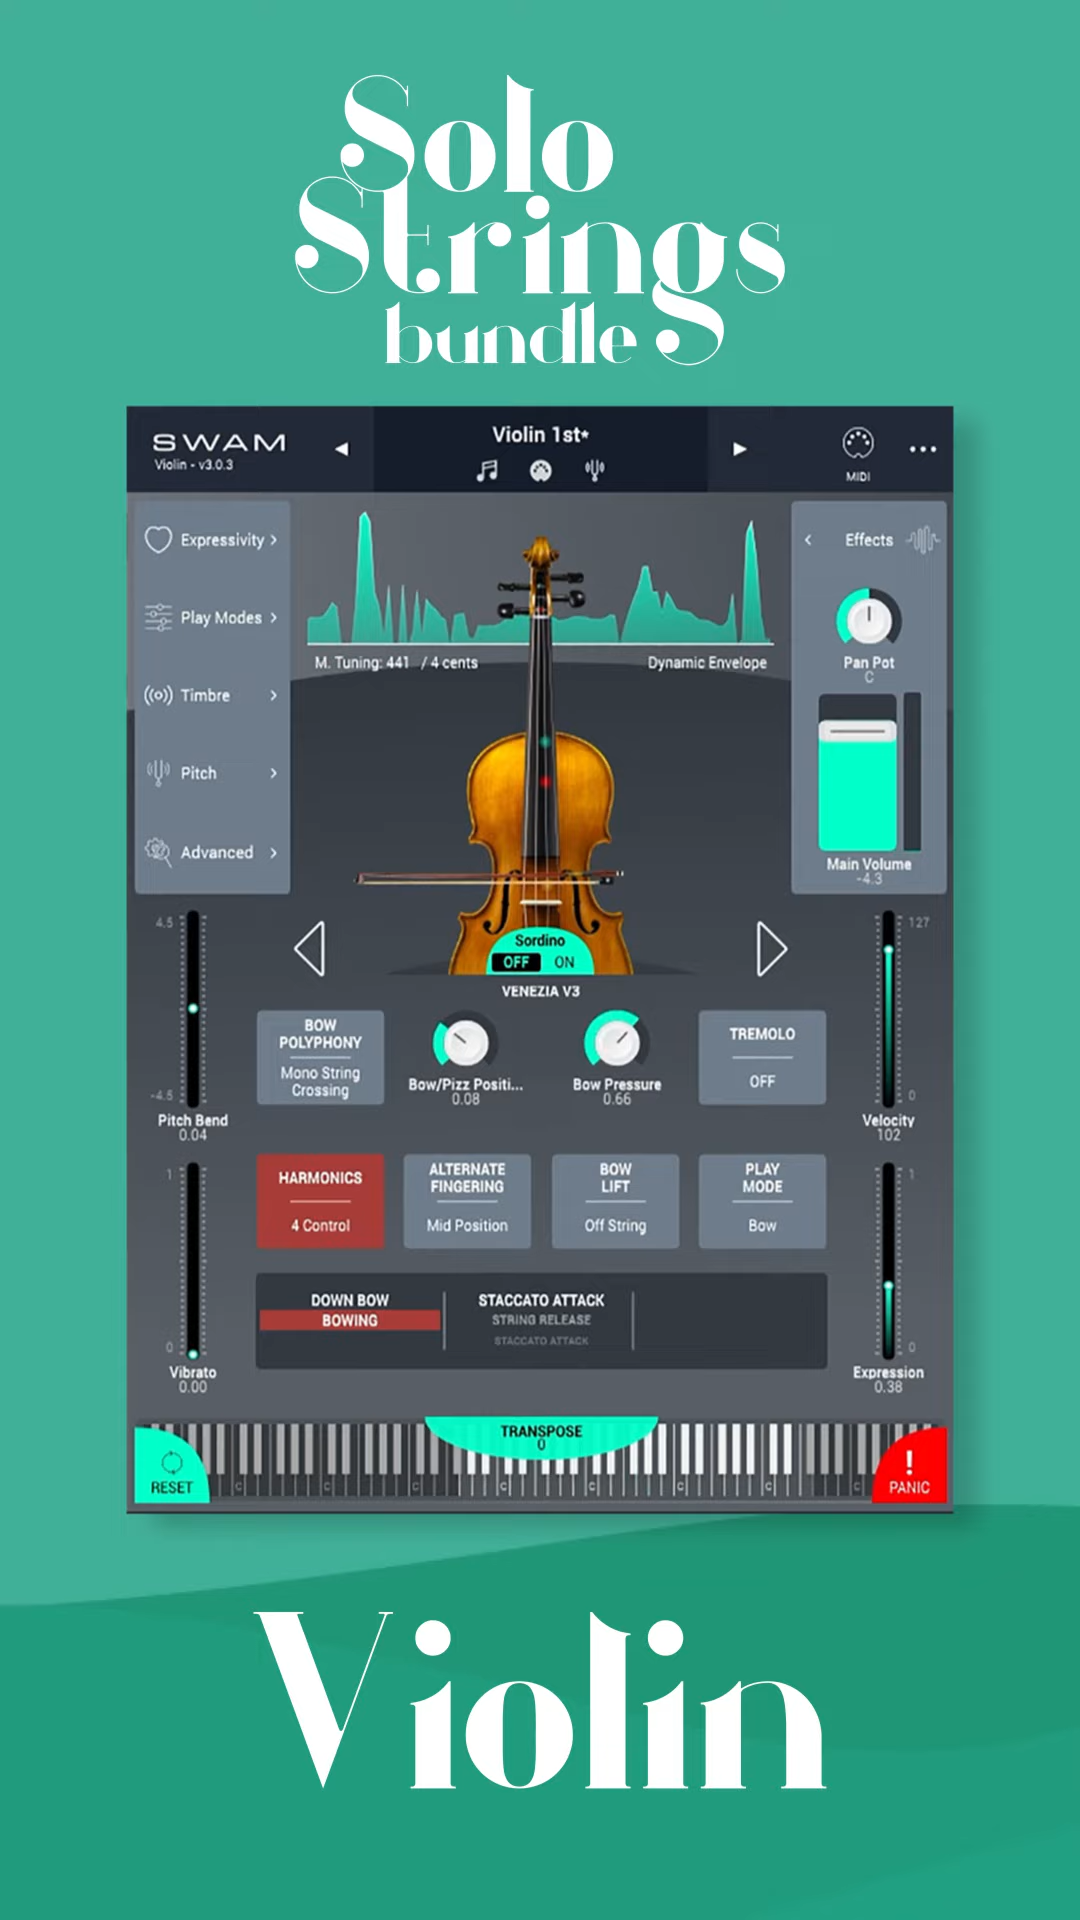 Solo
Strings
bundle
SWAM
Violin - v3.0.3
Violin 1st*
MIDI
Expressivity
Play Modes
Timbre
Pitch
Advanced
M. Tuning: 441 / 4 cents
Dynamic Envelope
Effects
Pan Pot
C
Main Volume
-4.3
Sordino
OFF ON
VENEZIA V3
4.5
-4.5
Pitch Bend
0.04
BOW
POLYPHONY
Mono String
Crossing
Bow/Pizz Positi...
0.08
Bow Pressure
0.66
TREMOLO
OFF
127
0
Velocity
102
1
0
Vibrato
0.00
HARMONICS
4 Control
ALTERNATE
FINGERING
Mid Position
BOW
LIFT
Off String
PLAY
MODE
Bow
1
0
Expression
0.38
DOWN BOW
BOWING
STACCATO ATTACK
STRING RELEASE
STACCATO ATTACK
TRANSPOSE
0
RESET
C C C C C C C C
!
PANIC
Violin